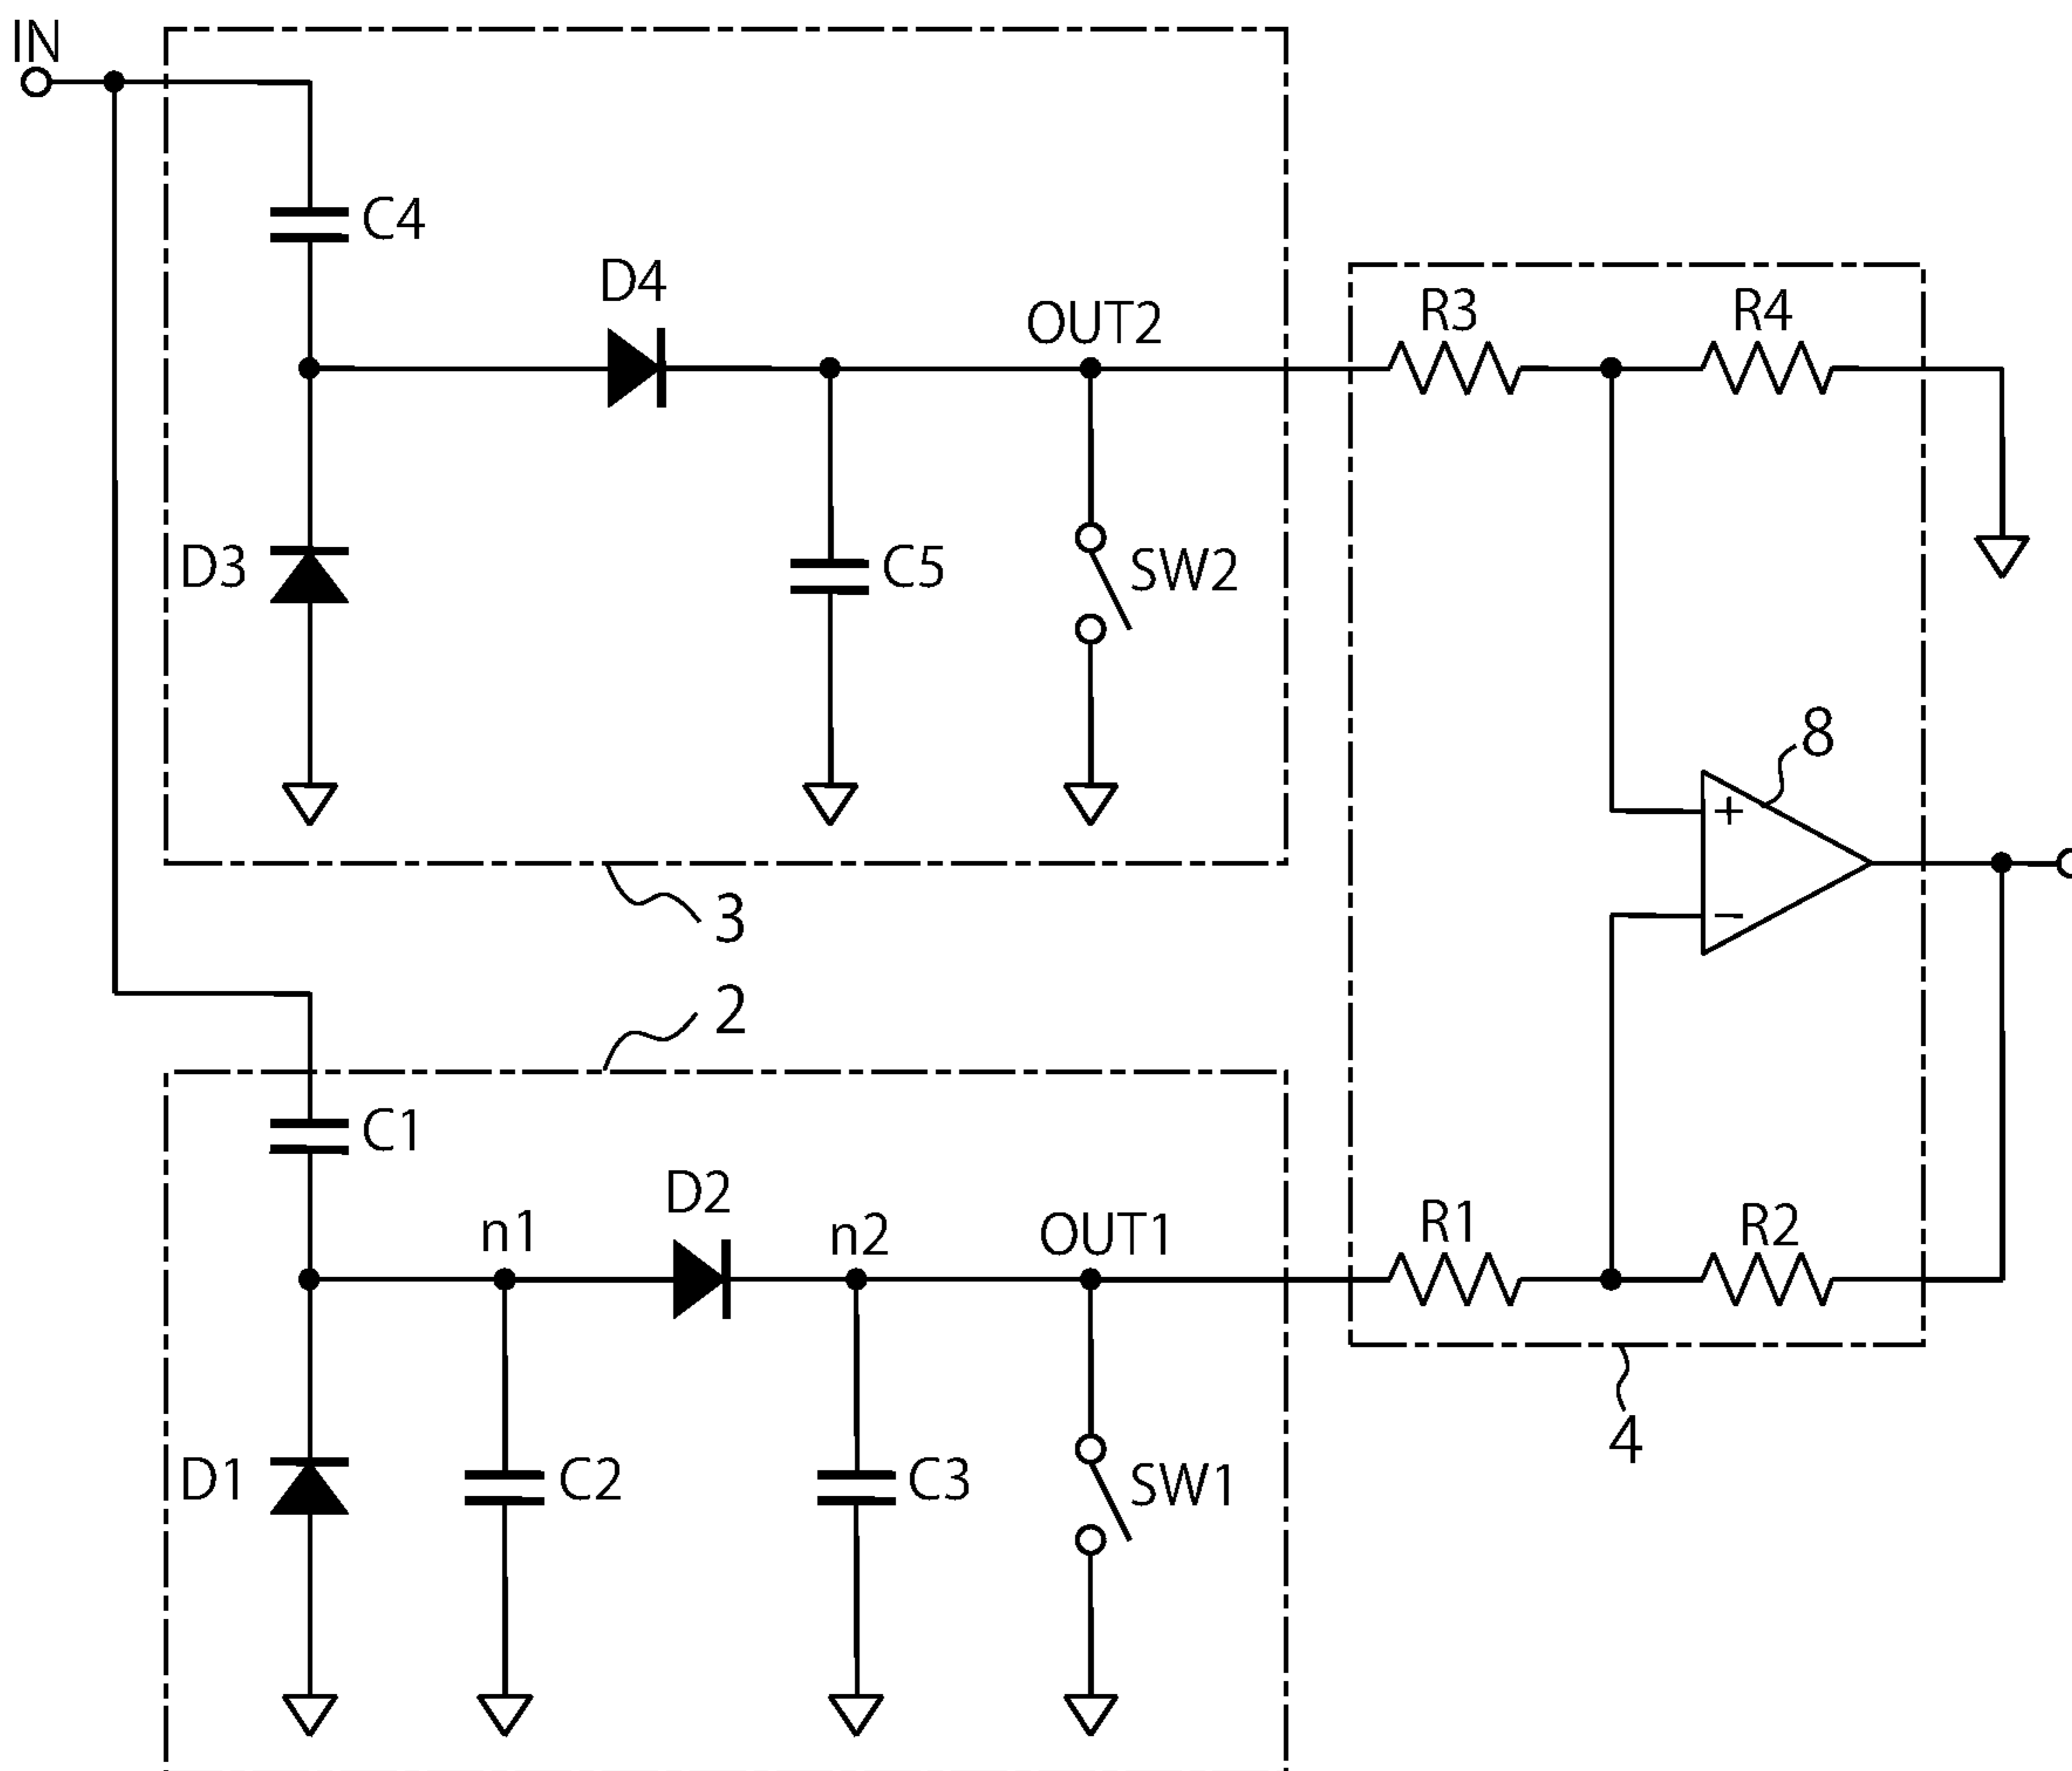 IN
C4
D4
OUT2
R3
R4
D3
C5
SW2
8
+
−
3
2
C1
n1
D2
n2
OUT1
R1
R2
D1
C2
C3
SW1
4